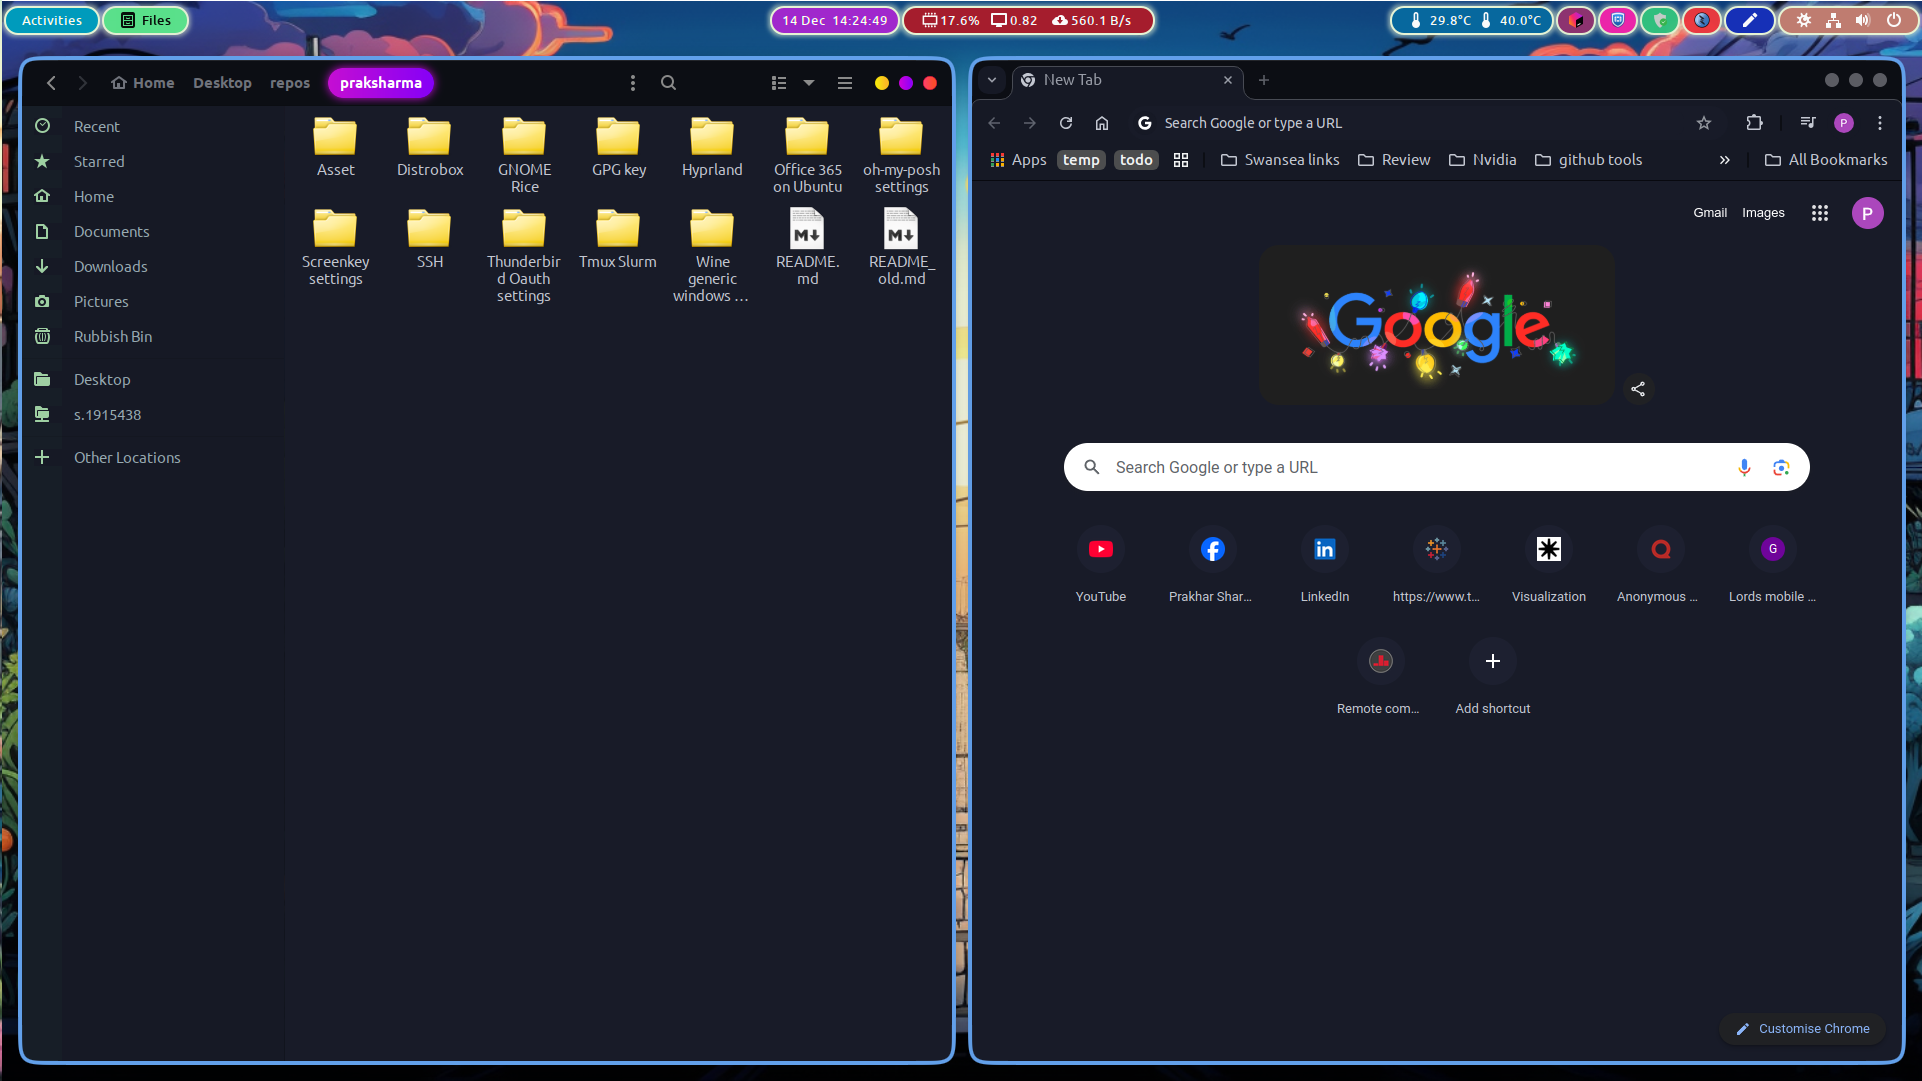 Activities
Files
14 Dec 14:24:49
17.6% 0.82 560.1 B/s
29.8°C 40.0°C
Home Desktop repos praksharma
Recent
Starred
Home
Documents
Downloads
Pictures
Rubbish Bin
Desktop
s.1915438
Other Locations
Asset
Distrobox
GNOME
Rice
GPG key
Hyprland
Office 365
on Ubuntu
oh-my-posh
settings
Screenkey
settings
SSH
Thunderbir
d Oauth
settings
Tmux Slurm
Wine
generic
windows …
M
README.
md
M
README_
old.md
New Tab
G Search Google or type a URL
P
Apps temp todo Swansea links Review Nvidia github tools » All Bookmarks
Gmail Images P
Google
Search Google or type a URL
in
G
YouTube
Prakhar Shar...
LinkedIn
https://www.t...
Visualization
Anonymous ...
Lords mobile ...
Remote com...
Add shortcut
Customise Chrome